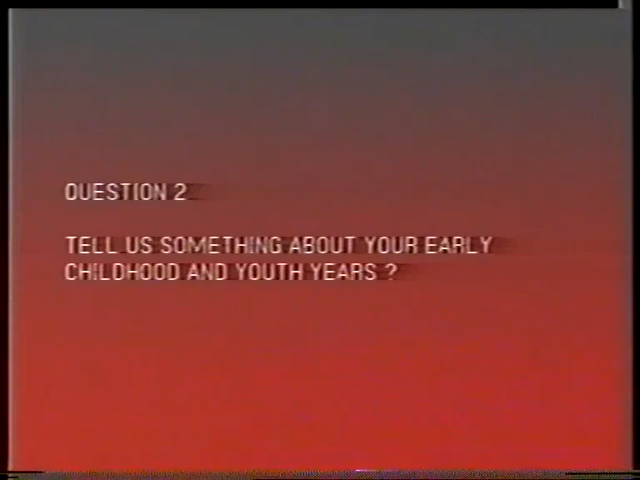 QUESTION 2
TELL US SOMETHING ABOUT YOUR EARLY
CHILDHOOD AND YOUTH YEARS ?